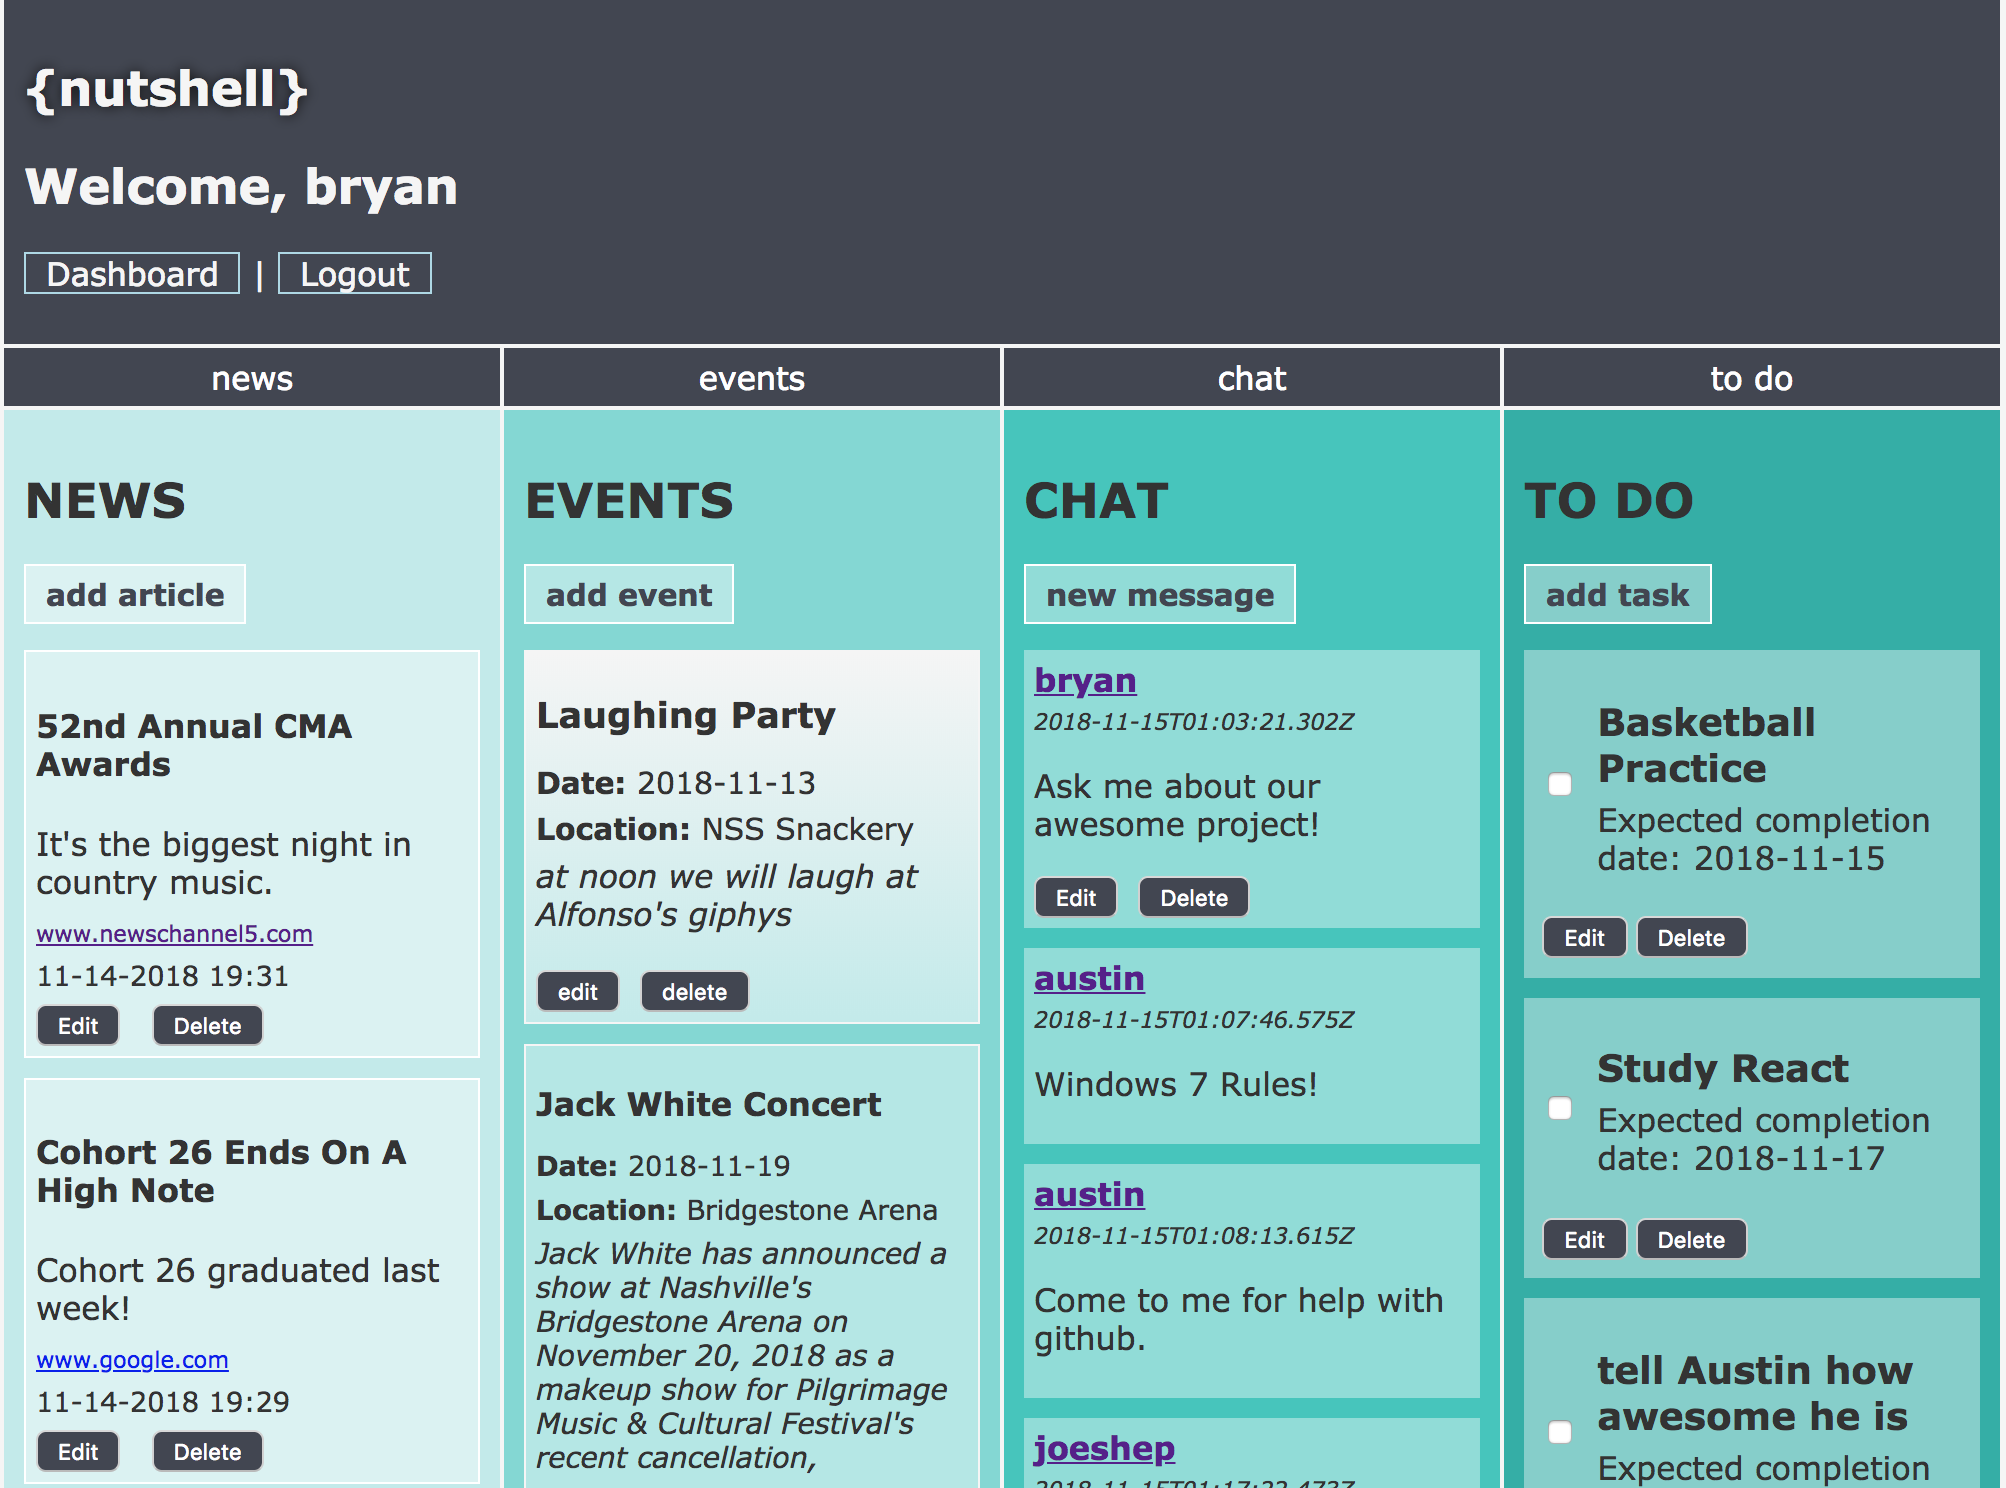 {nutshell}
Welcome, bryan
Dashboard | Logout
news
events
chat
to do
NEWS
add article
52nd Annual CMA
Awards
It's the biggest night in
country music.
www.newschannel5.com
11-14-2018 19:31
Edit Delete
Cohort 26 Ends On A
High Note
Cohort 26 graduated last
week!
www.google.com
11-14-2018 19:29
Edit Delete
EVENTS
add event
Laughing Party
Date: 2018-11-13
Location: NSS Snackery
at noon we will laugh at
Alfonso's giphys
edit delete
Jack White Concert
Date: 2018-11-19
Location: Bridgestone Arena
Jack White has announced a
show at Nashville's
Bridgestone Arena on
November 20, 2018 as a
makeup show for Pilgrimage
Music & Cultural Festival's
recent cancellation,
CHAT
new message
bryan
2018-11-15T01:03:21.302Z
Ask me about our
awesome project!
Edit Delete
austin
2018-11-15T01:07:46.575Z
Windows 7 Rules!
austin
2018-11-15T01:08:13.615Z
Come to me for help with
github.
joeshep
2018-11-15T01:17:22.473Z
TO DO
add task
Basketball
Practice
Expected completion
date: 2018-11-15
Edit Delete
Study React
Expected completion
date: 2018-11-17
Edit Delete
tell Austin how
awesome he is
Expected completion